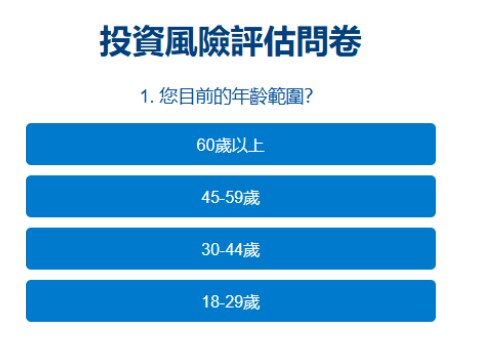 投資風險評估問卷
1. 您目前的年齡範圍?
60歲以上
45-59歲
30-44歲
18-29歲